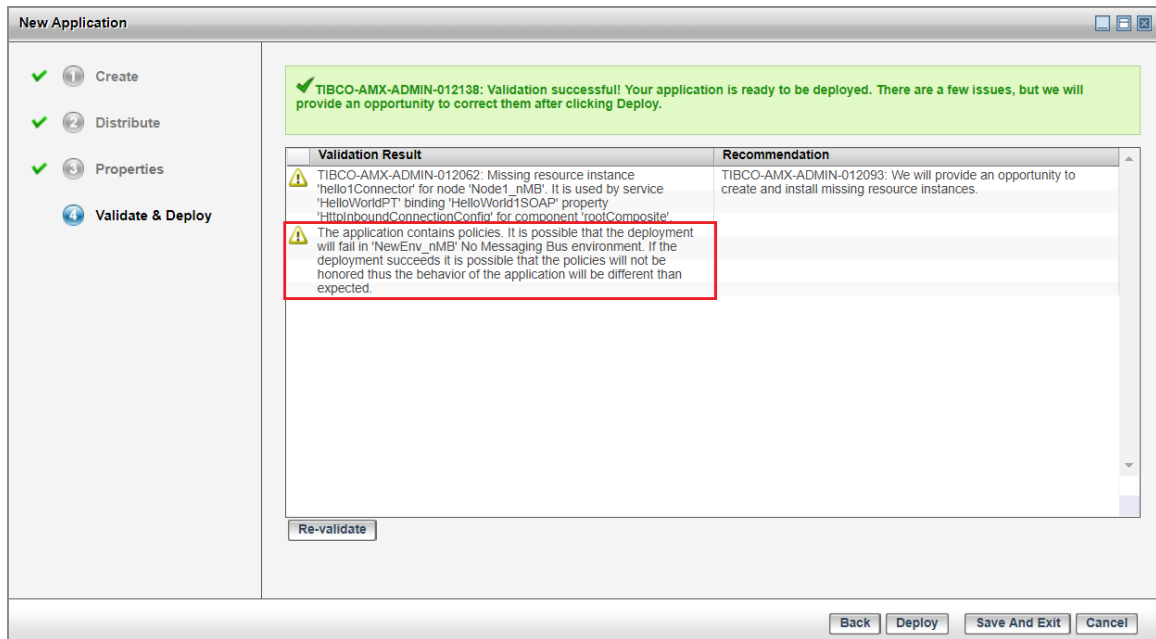 New Application
1 Create
2 Distribute
3 Properties
4 Validate & Deploy
TIBCO-AMX-ADMIN-012138: Validation successful! Your application is ready to be deployed. There are a few issues, but we will
provide an opportunity to correct them after clicking Deploy.
Validation Result
Recommendation
TIBCO-AMX-ADMIN-012062: Missing resource instance
'hello1Connector' for node 'Node1_nMB'. It is used by service
'HelloWorldPT' binding 'HelloWorld1SOAP' property
'HttpInboundConnectionConfig' for component 'rootComposite'.
TIBCO-AMX-ADMIN-012093: We will provide an opportunity to
create and install missing resource instances.
The application contains policies. It is possible that the deployment
will fail in 'NewEnv_nMB' No Messaging Bus environment. If the
deployment succeeds it is possible that the policies will not be
honored thus the behavior of the application will be different than
expected.
Re-validate
Back
Deploy
Save And Exit
Cancel